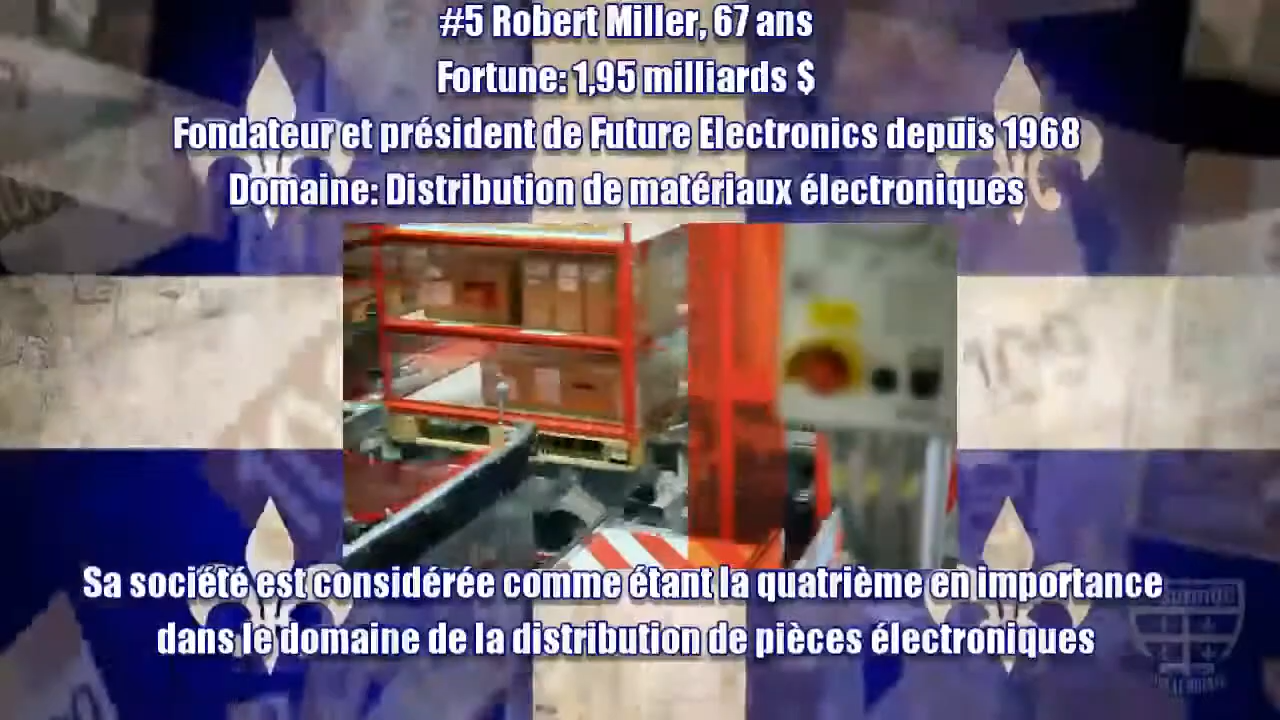 #5 Robert Miller, 67 ans
Fortune: 1,95 milliards $
Fondateur et président de Future Electronics depuis 1968
Domaine: Distribution de matériaux électroniques
100
Sa société est considérée comme étant la quatrième en importance
dans le domaine de la distribution de pièces électroniques